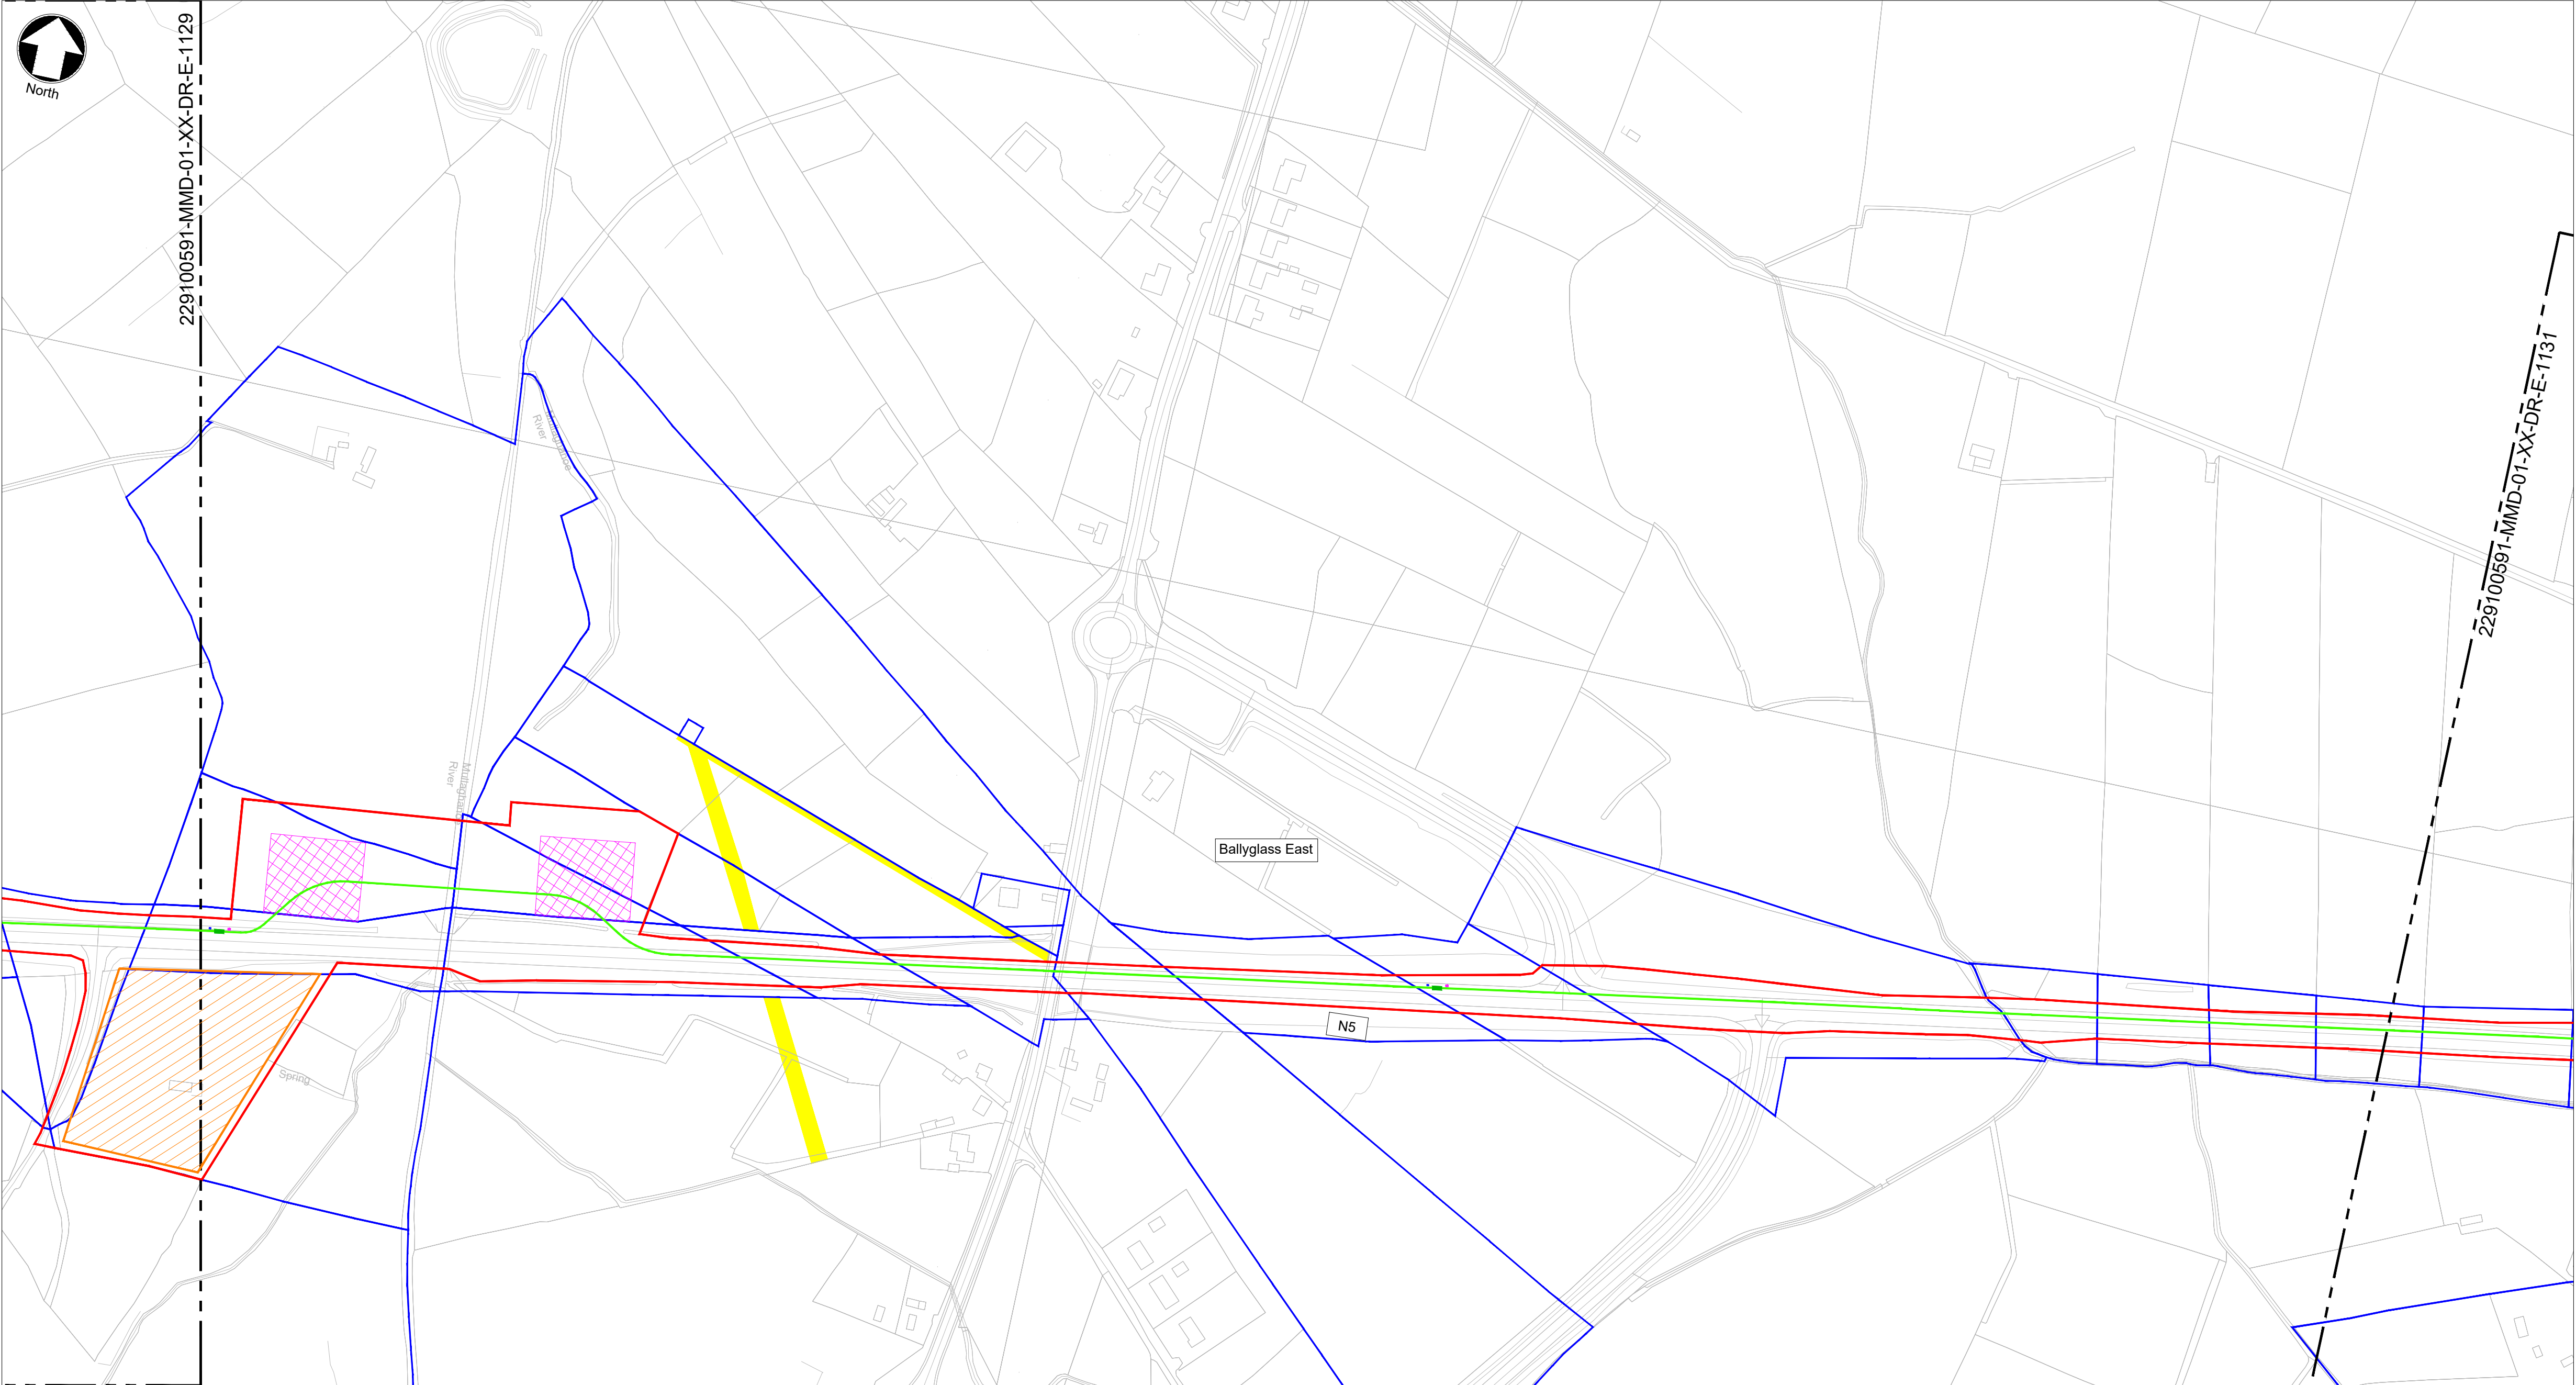 North
229100591-MMD-01-XX-DR-E-1129
229100591-MMD-01-XX-DR-E-1131
River
River
Ballyglass East
N5
Spring